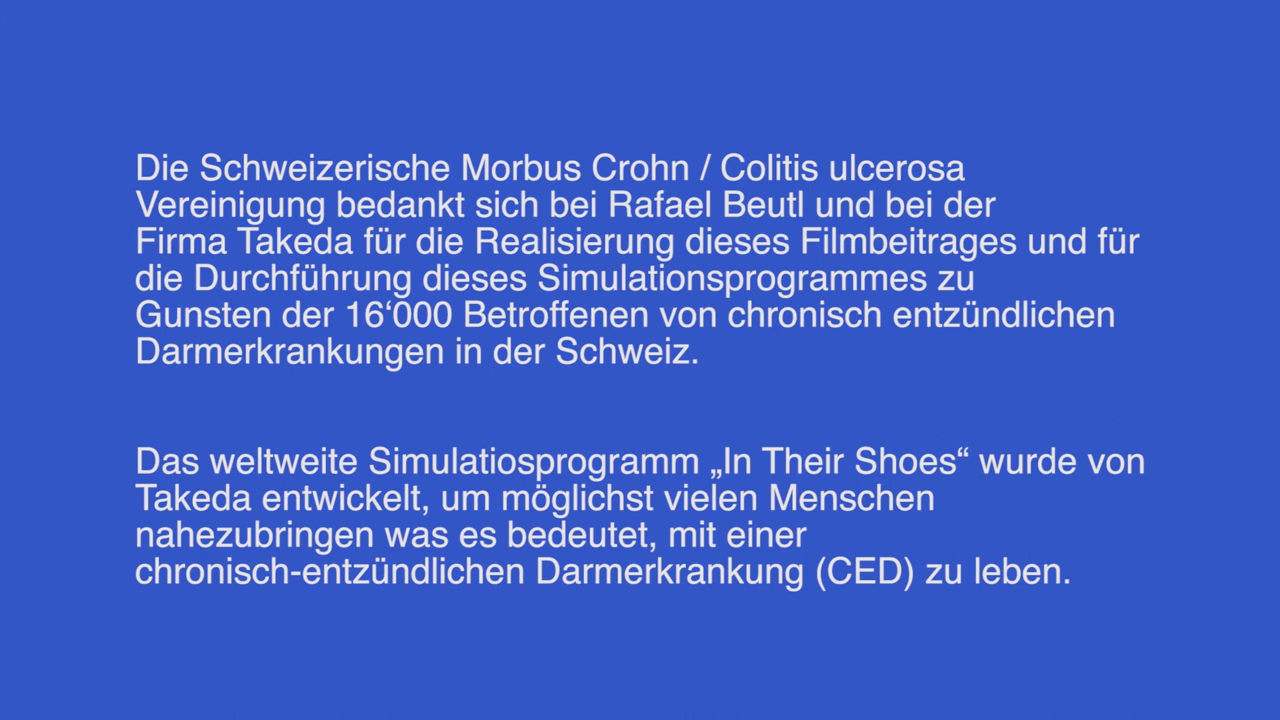 Die Schweizerische Morbus Crohn / Colitis ulcerosa
Vereinigung bedankt sich bei Rafael Beutl und bei der
Firma Takeda für die Realisierung dieses Filmbeitrages und für
die Durchführung dieses Simulationsprogrammes zu
Gunsten der 16‘000 Betroffenen von chronisch entzündlichen
Darmerkrankungen in der Schweiz.
Das weltweite Simulatiosprogramm „In Their Shoes“ wurde von
Takeda entwickelt, um möglichst vielen Menschen
nahezubringen was es bedeutet, mit einer
chronisch-entzündlichen Darmerkrankung (CED) zu leben.